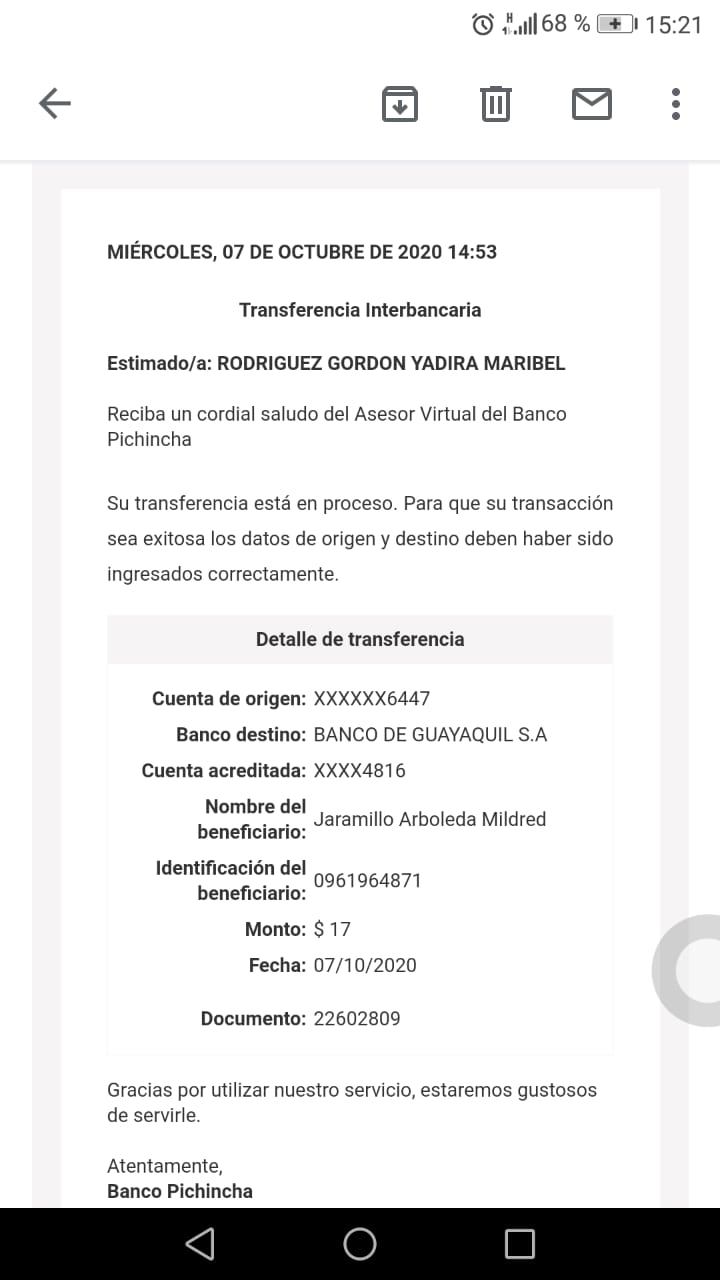 68 % 15:21
MIÉRCOLES, 07 DE OCTUBRE DE 2020 14:53
Transferencia Interbancaria
Estimado/a: RODRIGUEZ GORDON YADIRA MARIBEL
Reciba un cordial saludo del Asesor Virtual del Banco
Pichincha
Su transferencia está en proceso. Para que su transacción
sea exitosa los datos de origen y destino deben haber sido
ingresados correctamente.
Detalle de transferencia
Cuenta de origen: XXXXXX6447
Banco destino: BANCO DE GUAYAQUIL S.A
Cuenta acreditada: XXXX4816
Nombre del
beneficiario: Jaramillo Arboleda Mildred
Identificación del
beneficiario: 0961964871
Monto: $ 17
Fecha: 07/10/2020
Documento: 22602809
Gracias por utilizar nuestro servicio, estaremos gustosos
de servirle.
Atentamente,
Banco Pichincha